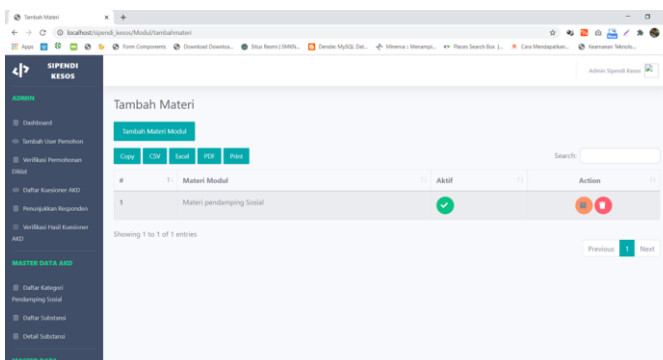 Tambah Materi
localhost/sipendi_kesos/Modul/tambahmateri
Apps
Form Components
Download Downloa...
Situs Resmi | SMKN...
Dender MySQL Dat...
Minerva : Menampi...
Places Search Box |...
Cara Mendapatkan...
Keamanan Teknolo...
SIPENDI
KESOS
Admin Sipendi Kesos
ADMIN
Dashboard
Tambah User Pemohon
Verifikasi Permohonan
Diklat
Daftar Kuesioner AKD
Penunjukkan Responden
Verifikasi Hasil Kuesioner
AKD
MASTER DATA AKD
Daftar Kategori
Pendamping Sosial
Daftar Substansi
Detail Substansi
MASTER DATA
Tambah Materi
Tambah Materi Modul
Copy CSV Excel PDF Print
Search:
# Materi Modul Aktif Action
1 Materi pendamping Sosial
Showing 1 to 1 of 1 entries
Previous 1 Next